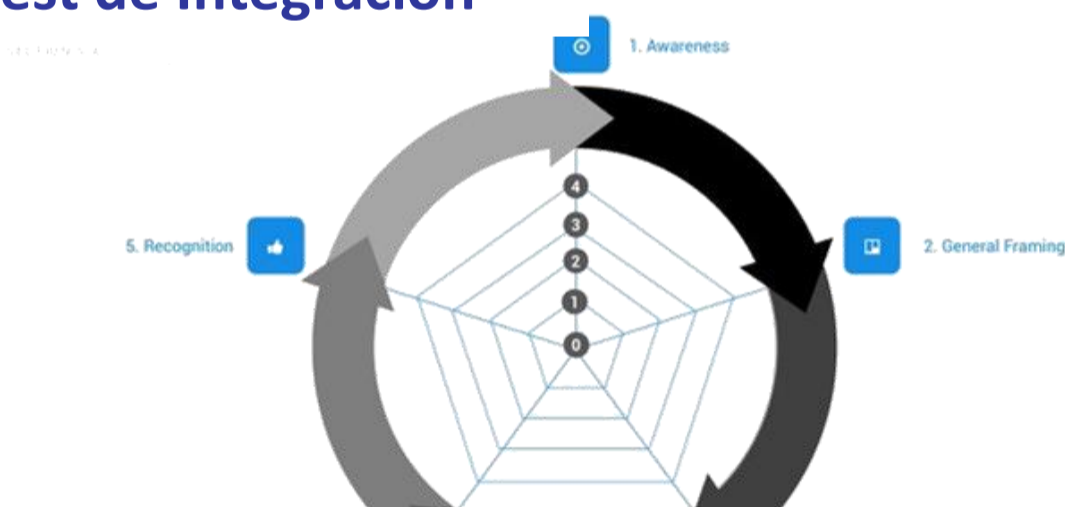 est de Integración
1. Awareness
4
3
5. Recognition
2. General Framing
2
1
0